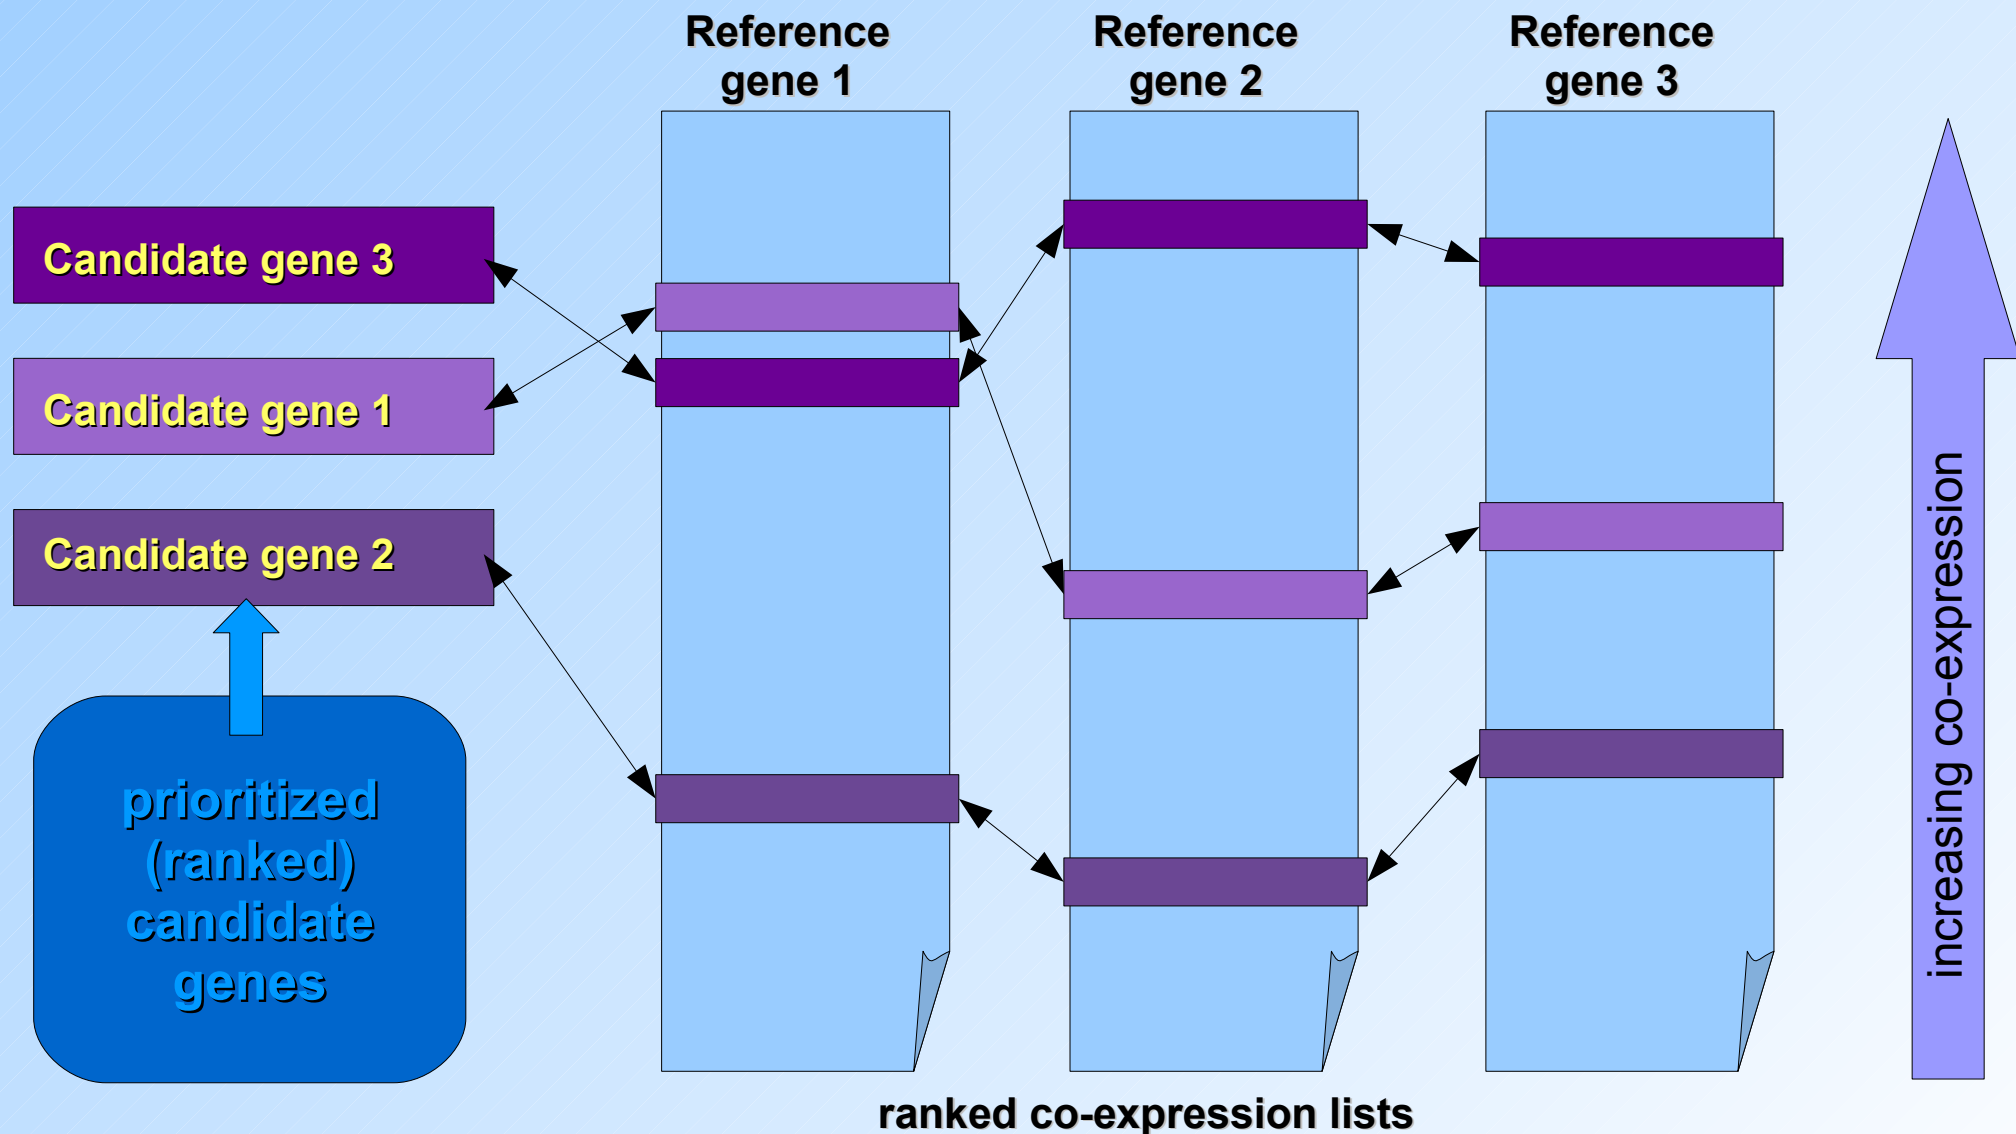 Reference
gene 1
Reference
gene 2
Reference
gene 3
Candidate gene 3
Candidate gene 1
Candidate gene 2
prioritized
(ranked)
candidate
genes
increasing co-expression
ranked co-expression lists